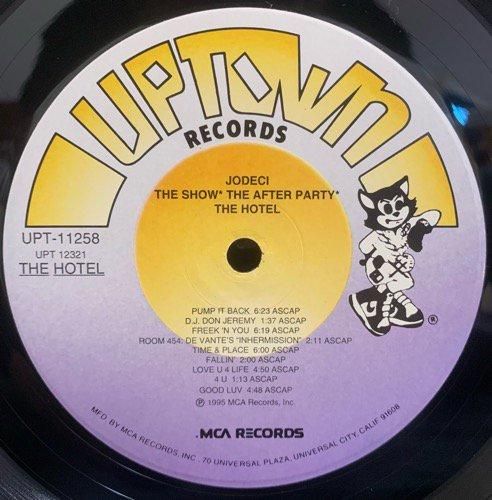 UPTOWN
RECORDS
JODECI
THE SHOW* THE AFTER PARTY*
THE HOTEL
UPT-11258
UPT 12321
THE HOTEL
PUMP IT BACK 6:23 ASCAP
D.J. DON JEREMY 1:37 ASCAP
FREEK 'N YOU 6:19 ASCAP
ROOM 454: DE VANTE'S "INHERMISSION" 2:11 ASCAP
TIME & PLACE 6:00 ASCAP
FALLIN' 2:00 ASCAP
LOVE U 4 LIFE 4:50 ASCAP
4 U 1:13 ASCAP
GOOD LUV 4:48 ASCAP
℗ 1995 MCA Records, Inc.
®
.MCA RECORDS
MFD. BY MCA RECORDS, INC. · 70 UNIVERSAL PLAZA, UNIVERSAL CITY, CALIF 91608